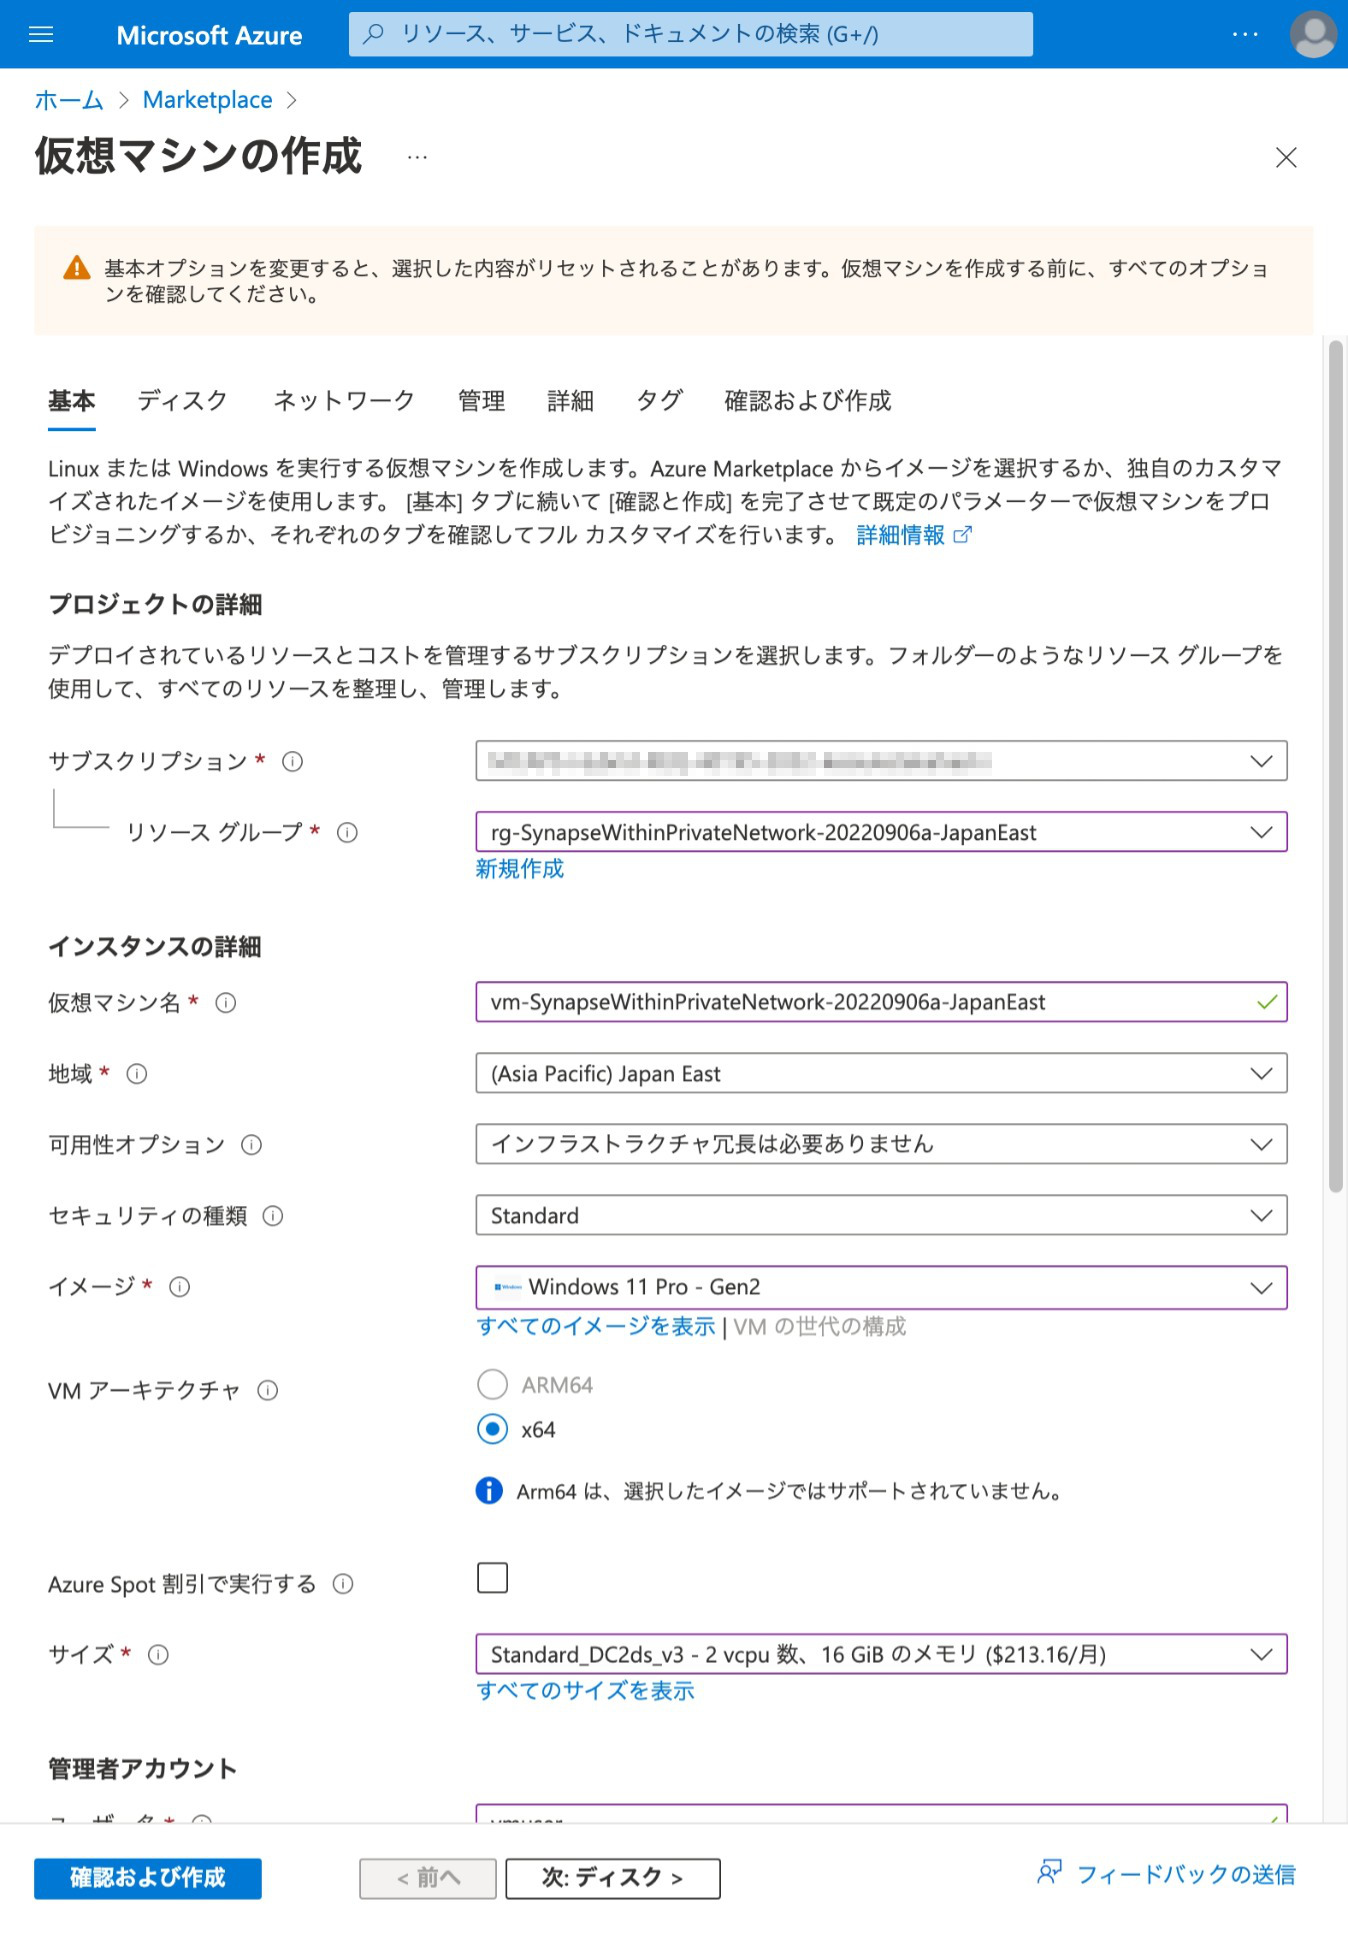 Microsoft Azure
リソース、サービス、ドキュメントの検索 (G+/)
ホーム > Marketplace >
仮想マシンの作成 …
基本オプションを変更すると、選択した内容がリセットされることがあります。仮想マシンを作成する前に、すべてのオプショ
ンを確認してください。
基本 ディスク ネットワーク 管理 詳細 タグ 確認および作成
Linux または Windows を実行する仮想マシンを作成します。Azure Marketplace からイメージを選択するか、独自のカスタマ
イズされたイメージを使用します。 [基本] タブに続いて [確認と作成] を完了させて既定のパラメーターで仮想マシンをプロ
ビジョニングするか、それぞれのタブを確認してフル カスタマイズを行います。 詳細情報
プロジェクトの詳細
デプロイされているリソースとコストを管理するサブスクリプションを選択します。フォルダーのようなリソース グループを
使用して、すべてのリソースを整理し、管理します。
サブスクリプション *
リソース グループ * rg-SynapseWithinPrivateNetwork-20220906a-JapanEast
新規作成
インスタンスの詳細
仮想マシン名 * vm-SynapseWithinPrivateNetwork-20220906a-JapanEast
地域 * (Asia Pacific) Japan East
可用性オプション インフラストラクチャ冗長は必要ありません
セキュリティの種類 Standard
イメージ * Windows 11 Pro - Gen2
すべてのイメージを表示 | VM の世代の構成
VM アーキテクチャ ARM64
x64
Arm64 は、選択したイメージではサポートされていません。
Azure Spot 割引で実行する
サイズ * Standard_DC2ds_v3 - 2 vcpu 数、16 GiB のメモリ ($213.16/月)
すべてのサイズを表示
管理者アカウント
ユーザー名 * vmuser
確認および作成 < 前へ 次: ディスク > フィードバックの送信